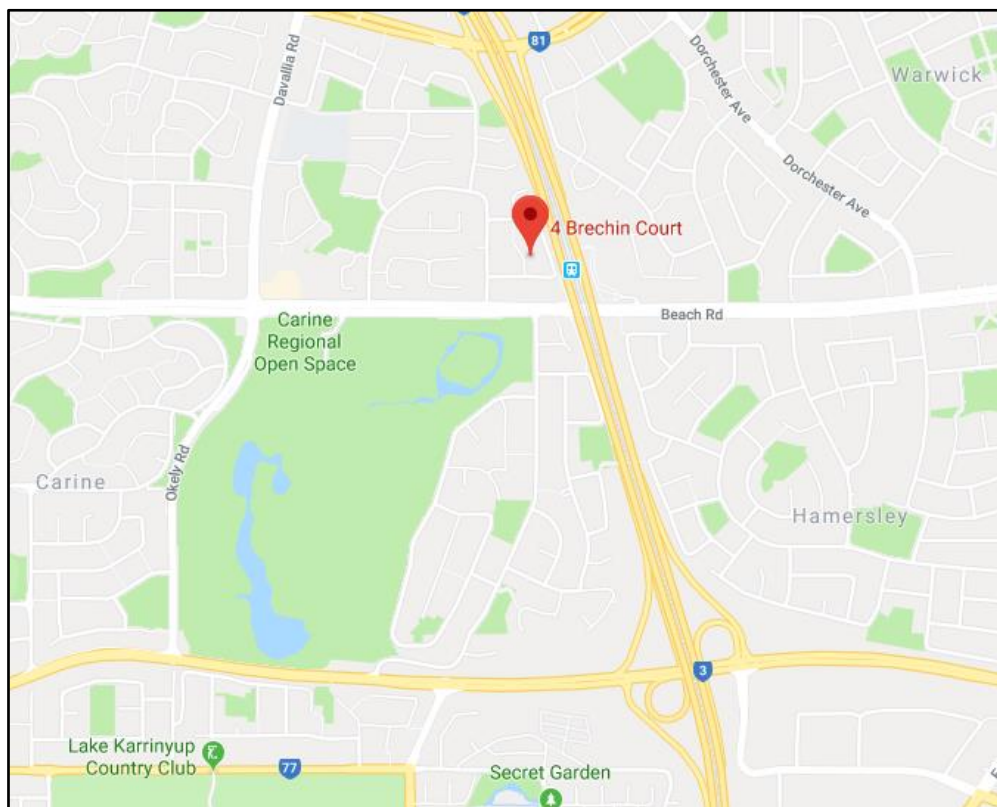 81
Davallia Rd
Dorchester Ave
Warwick
Dorchester Ave
4 Brechin Court
Beach Rd
Carine
Regional
Open Space
Okely Rd
Carine
Hamersley
3
Lake Karrinyup
Country Club
77
Secret Garden